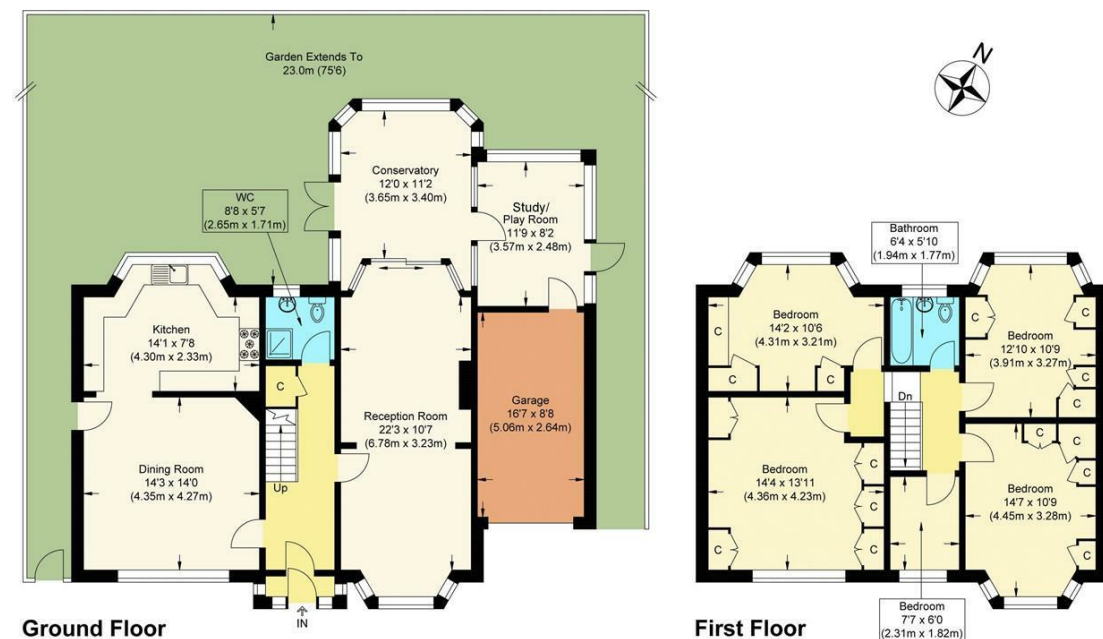 Garden Extends To
23.0m (75'6)
N
Conservatory
12'0 x 11'2
(3.65m x 3.40m)
WC
8'8 x 5'7
(2.65m x 1.71m)
Study/
Play Room
11'9 x 8'2
(3.57m x 2.48m)
Kitchen
14'1 x 7'8
(4.30m x 2.33m)
C
Reception Room
22'3 x 10'7
(6.78m x 3.23m)
Garage
16'7 x 8'8
(5.06m x 2.64m)
Dining Room
14'3 x 14'0
(4.35m x 4.27m)
Up
IN
Ground Floor
Bathroom
6'4 x 5'10
(1.94m x 1.77m)
Bedroom
14'2 x 10'6
(4.31m x 3.21m)
C
C
C
Bedroom
12'10 x 10'9
(3.91m x 3.27m)
C
C
C
C
Dn
Bedroom
14'4 x 13'11
(4.36m x 4.23m)
C
C
C
C
C
Bedroom
14'7 x 10'9
(4.45m x 3.28m)
C
C
C
C
Bedroom
7'7 x 6'0
(2.31m x 1.82m)
First Floor